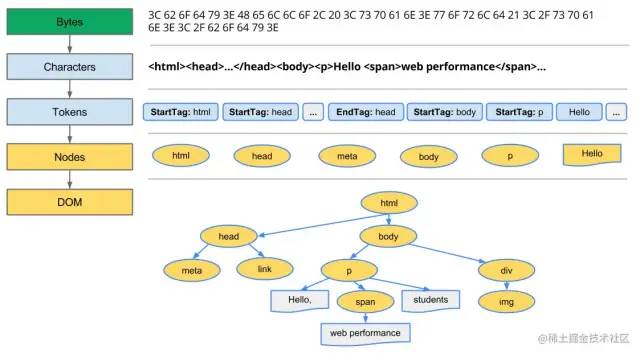 Bytes
3C 62 6F 64 79 3E 48 65 6C 6C 6F 2C 20 3C 73 70 61 6E 3E 77 6F 72 6C 64 21 3C 2F 73 70 61
6E 3E 3C 2F 62 6F 64 79 3E
Characters
<html><head>...</head><body><p>Hello <span>web performance</span>...
Tokens
StartTag: html
StartTag: head
...
EndTag: head
StartTag: body
StartTag: p
Hello
...
Nodes
html
head
meta
body
p
Hello
DOM
html
head
body
meta
link
p
div
Hello,
span
students
img
web performance
@稀土掘金技术社区